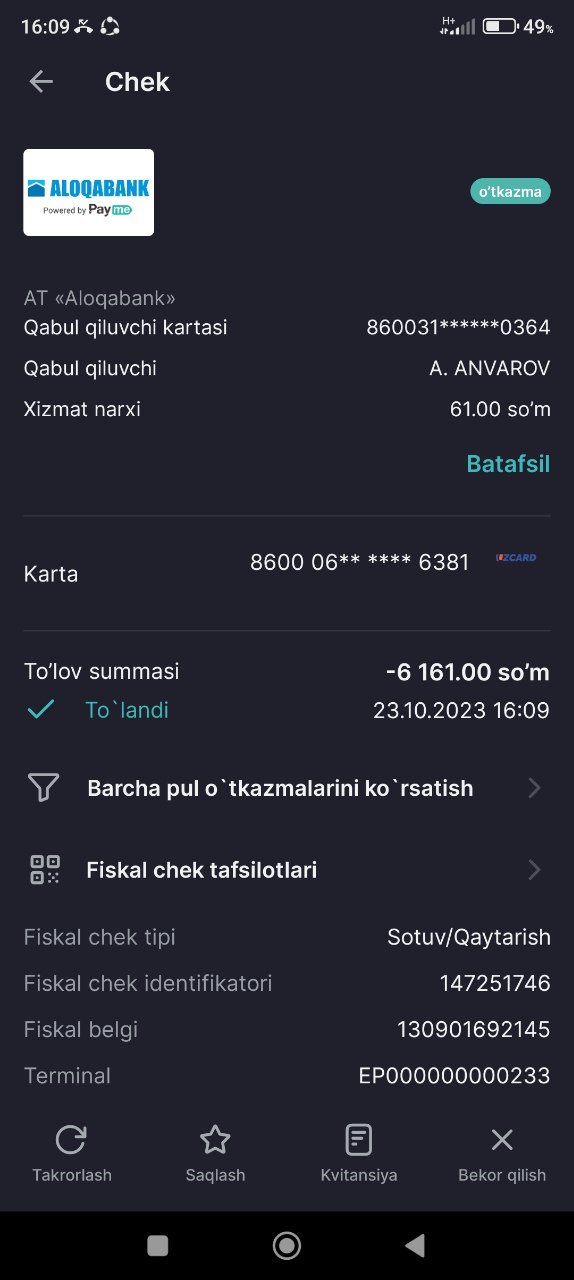 16:09 H+ 49%
Chek
ALOQABANK
Powered by Payme
o'tkazma
AT «Aloqabank»
Qabul qiluvchi kartasi 860031******0364
Qabul qiluvchi A. ANVAROV
Xizmat narxi 61.00 so'm
Batafsil
Karta 8600 06** **** 6381 UZCARD
To'lov summasi -6 161.00 so'm
To`landi 23.10.2023 16:09
Barcha pul o`tkazmalarini ko`rsatish
Fiskal chek tafsilotlari
Fiskal chek tipi Sotuv/Qaytarish
Fiskal chek identifikatori 147251746
Fiskal belgi 130901692145
Terminal EP000000000233
Takrorlash Saqlash Kvitansiya Bekor qilish